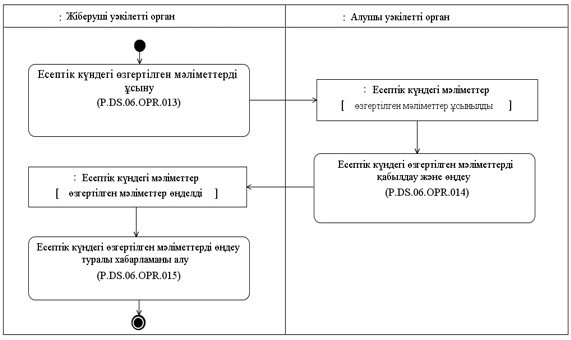 : Жіберуші уәкілетті орган
: Алушы уәкілетті орган
Есептік күндегі өзгертілген мәліметтерді
ұсыну
(P.DS.06.OPR.013)
: Есептік күндегі мәліметтер
[ өзгертілген мәліметтер ұсынылды ]
Есептік күндегі өзгертілген мәліметтерді
қабылдау және өңдеу
(P.DS.06.OPR.014)
: Есептік күндегі мәліметтер
[ өзгертілген мәліметтер өңделді ]
Есептік күндегі өзгертілген мәліметтерді өңдеу
туралы хабарламаны алу
(P.DS.06.OPR.015)